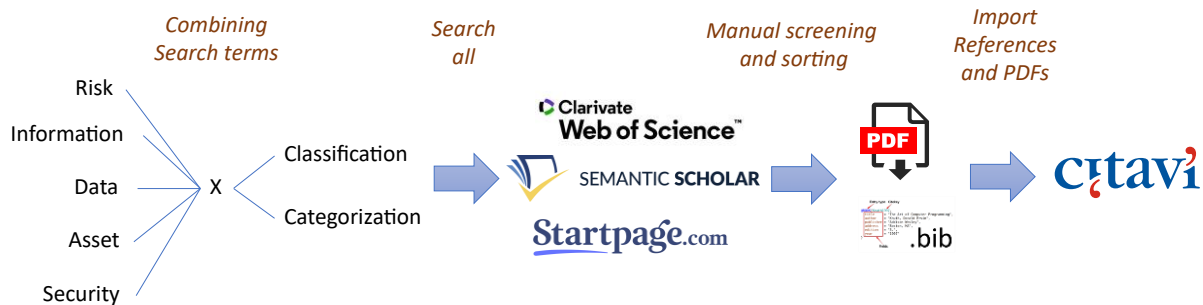 Combining
Search terms
Search
all
Manual screening
and sorting
Import
References
and PDFs
Risk
Information
Data
Asset
Security
X
Classification
Categorization
Clarivate
Web of Science™
SEMANTIC SCHOLAR
Startpage.com
PDF
.bib
citavi